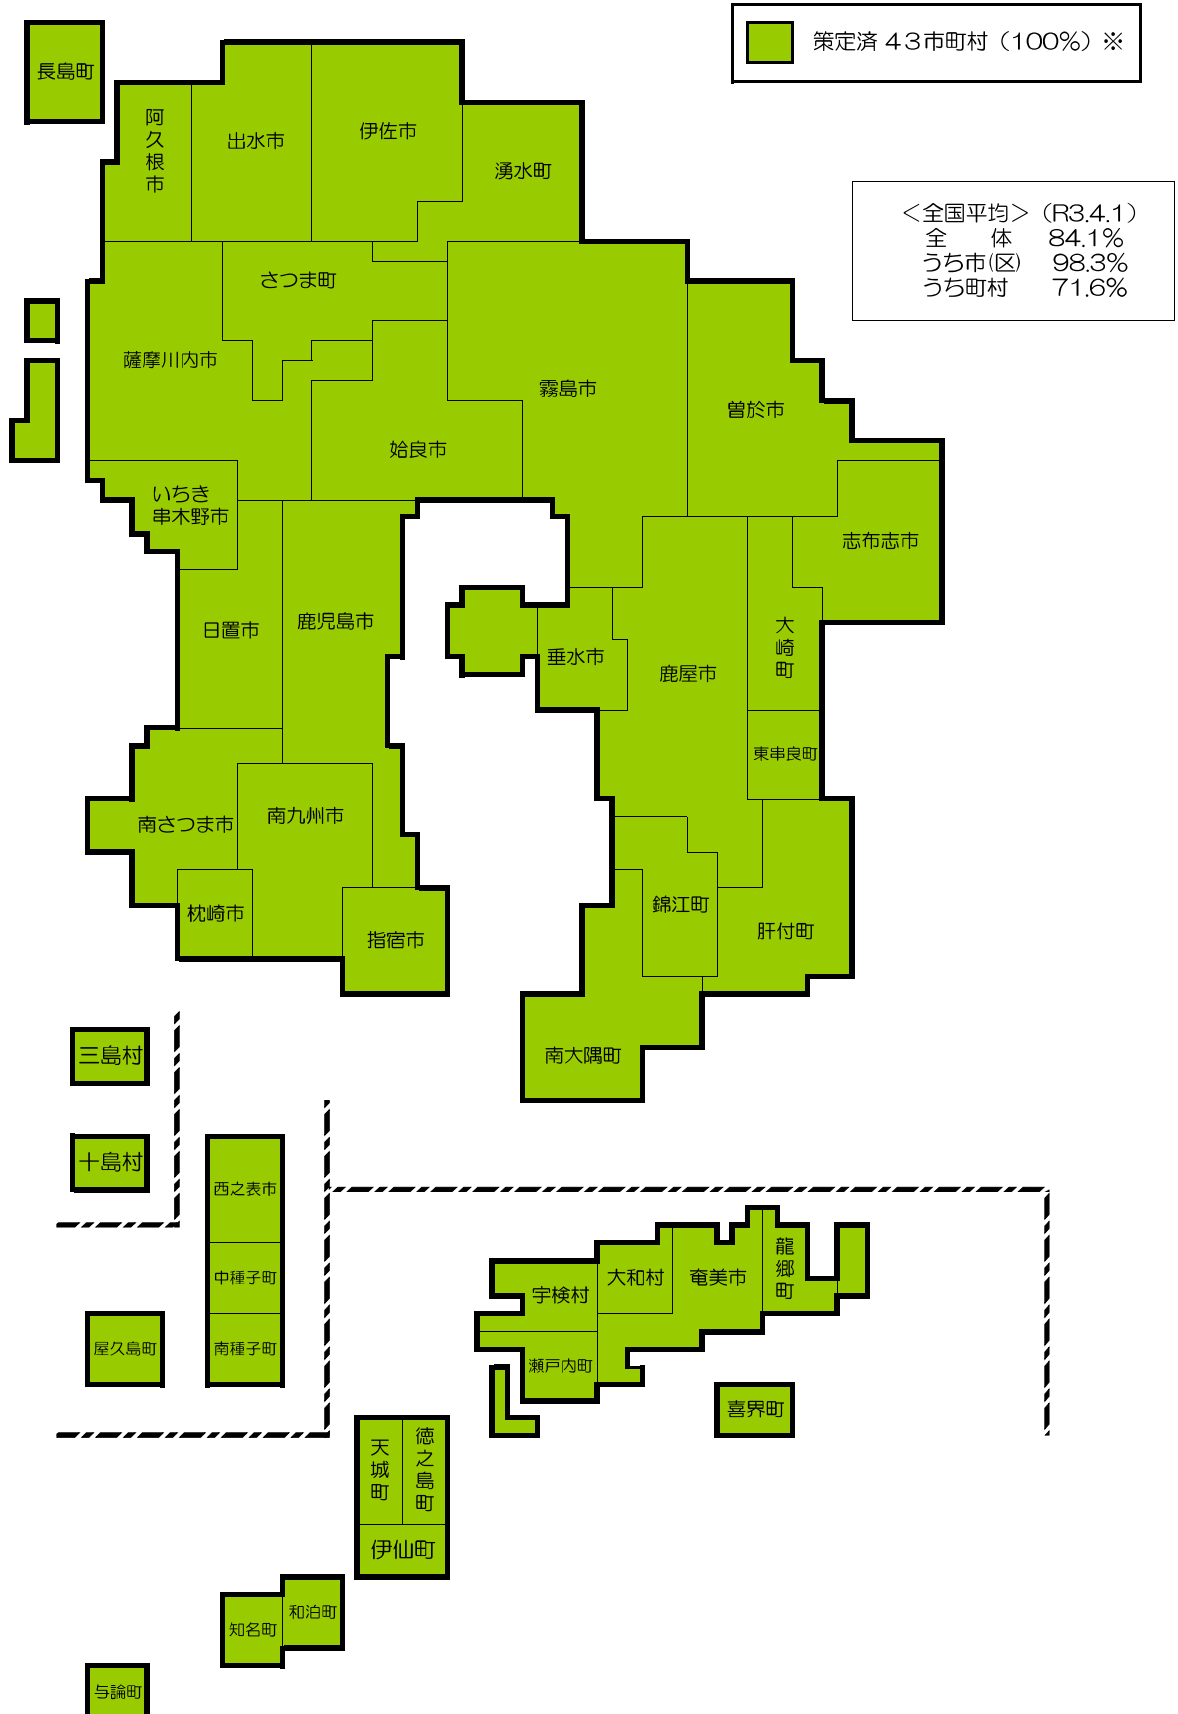 策定済 43市町村（100％）※
＜全国平均＞（R3.4.1）
全　　体　84.1%
うち市(区)　98.3%
うち町村　71.6%
長島町
阿久根市
出水市
伊佐市
湧水町
さつま町
薩摩川内市
霧島市
曽於市
姶良市
いちき
串木野市
志布志市
日置市
鹿児島市
垂水市
鹿屋市
大崎町
東串良町
南さつま市
南九州市
枕崎市
指宿市
錦江町
肝付町
南大隅町
三島村
十島村
西之表市
中種子町
南種子町
屋久島町
宇検村
大和村
奄美市
龍郷町
瀬戸内町
喜界町
天城町
徳之島町
伊仙町
和泊町
知名町
与論町